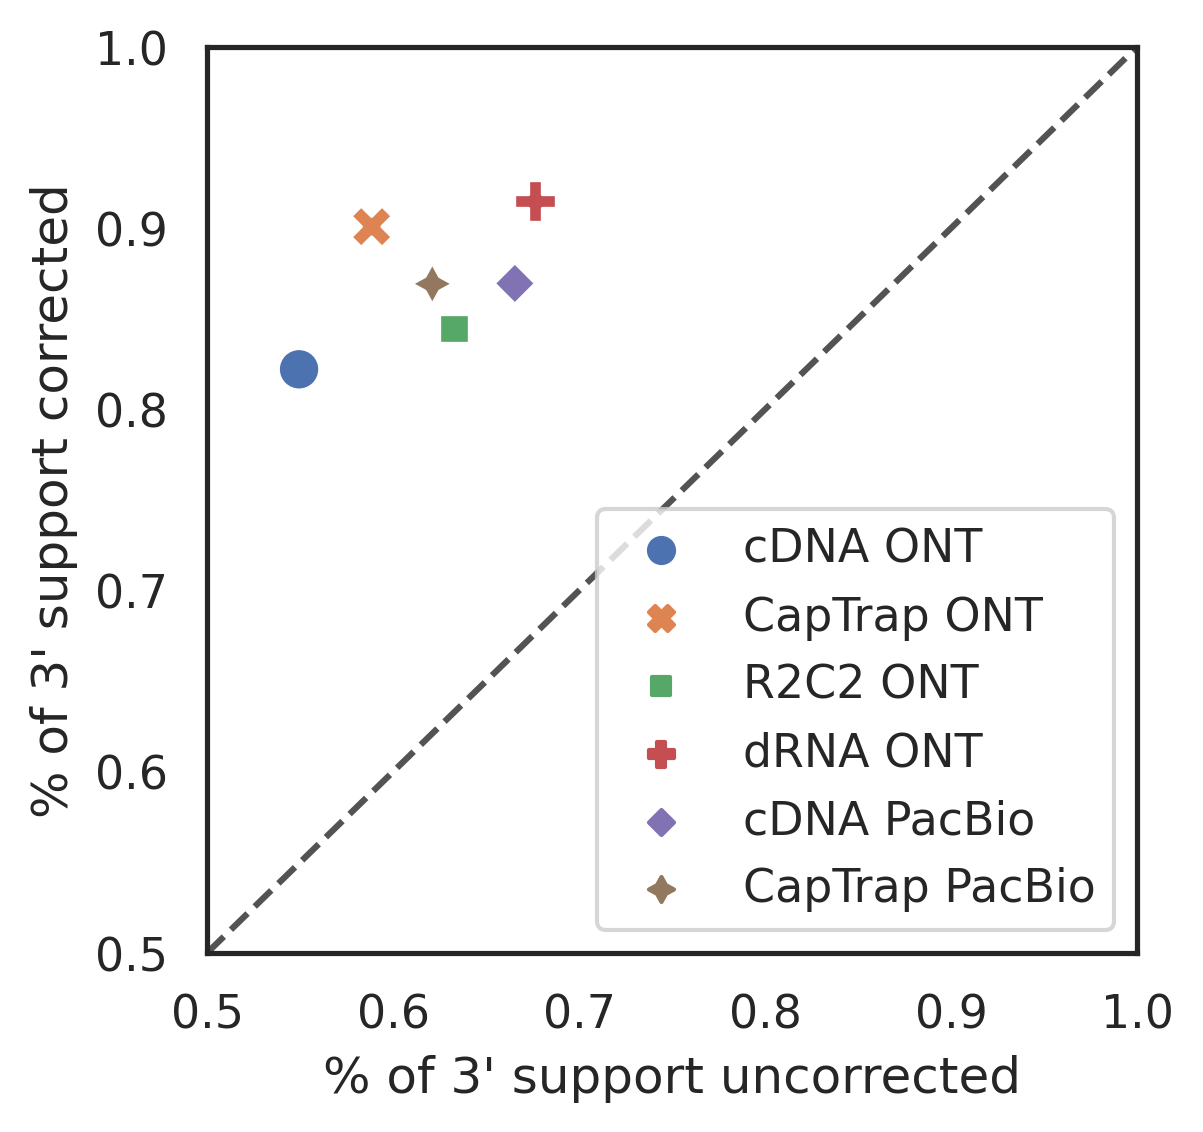 1.0
0.9
0.8
0.7
0.6
0.5
% of 3' support corrected
cDNA ONT
CapTrap ONT
R2C2 ONT
dRNA ONT
cDNA PacBio
CapTrap PacBio
0.5 0.6 0.7 0.8 0.9 1.0
% of 3' support uncorrected